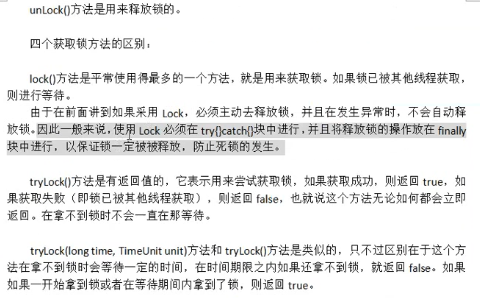 unLock()方法是用来释放锁的。
四个获取锁方法的区别：
lock()方法是平常使用得最多的一个方法，就是用来获取锁。如果锁已被其他线程获取，
则进行等待。
由于在前面讲到如果采用 Lock，必须主动去释放锁，并且在发生异常时，不会自动释
放锁。因此一般来说，使用 Lock 必须在 try{}catch{}块中进行，并且将释放锁的操作放在 finally
块中进行，以保证锁一定被被释放，防止死锁的发生。
tryLock()方法是有返回值的，它表示用来尝试获取锁，如果获取成功，则返回 true，如
果获取失败（即锁已被其他线程获取），则返回 false，也就说这个方法无论如何都会立即
返回。在拿不到锁时不会一直在那等待。
tryLock(long time, TimeUnit unit)方法和 tryLock()方法是类似的，只不过区别在于这个方
法在拿不到锁时会等待一定的时间，在时间期限之内如果还拿不到锁，就返回 false。如果
如果一开始拿到锁或者在等待期间内拿到了锁，则返回 true。